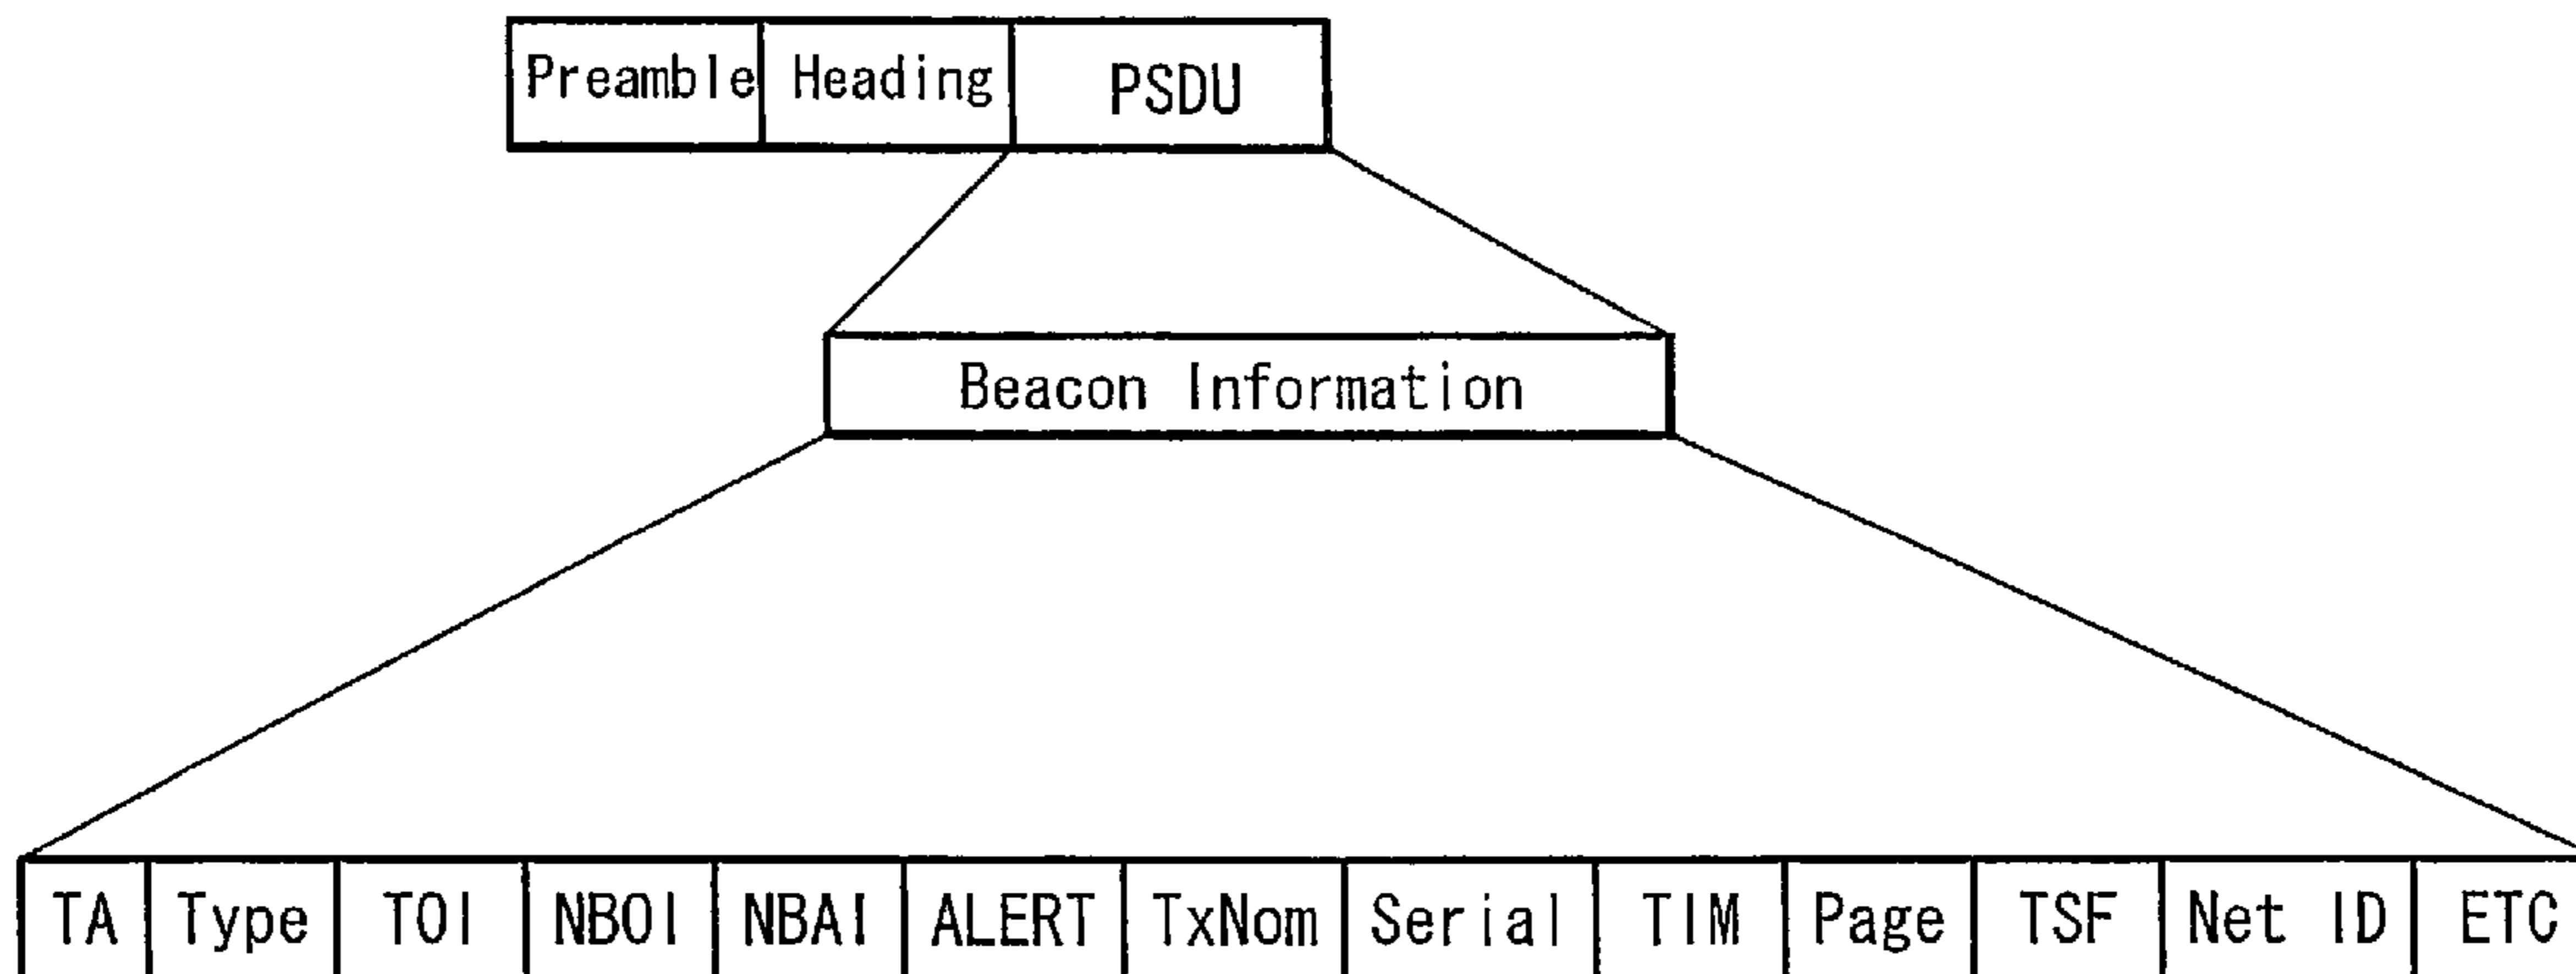 Preamble Heading PSDU
Beacon Information
TA Type TOI NBOI NBAI ALERT TxNom Serial TIM Page TSF Net ID ETC